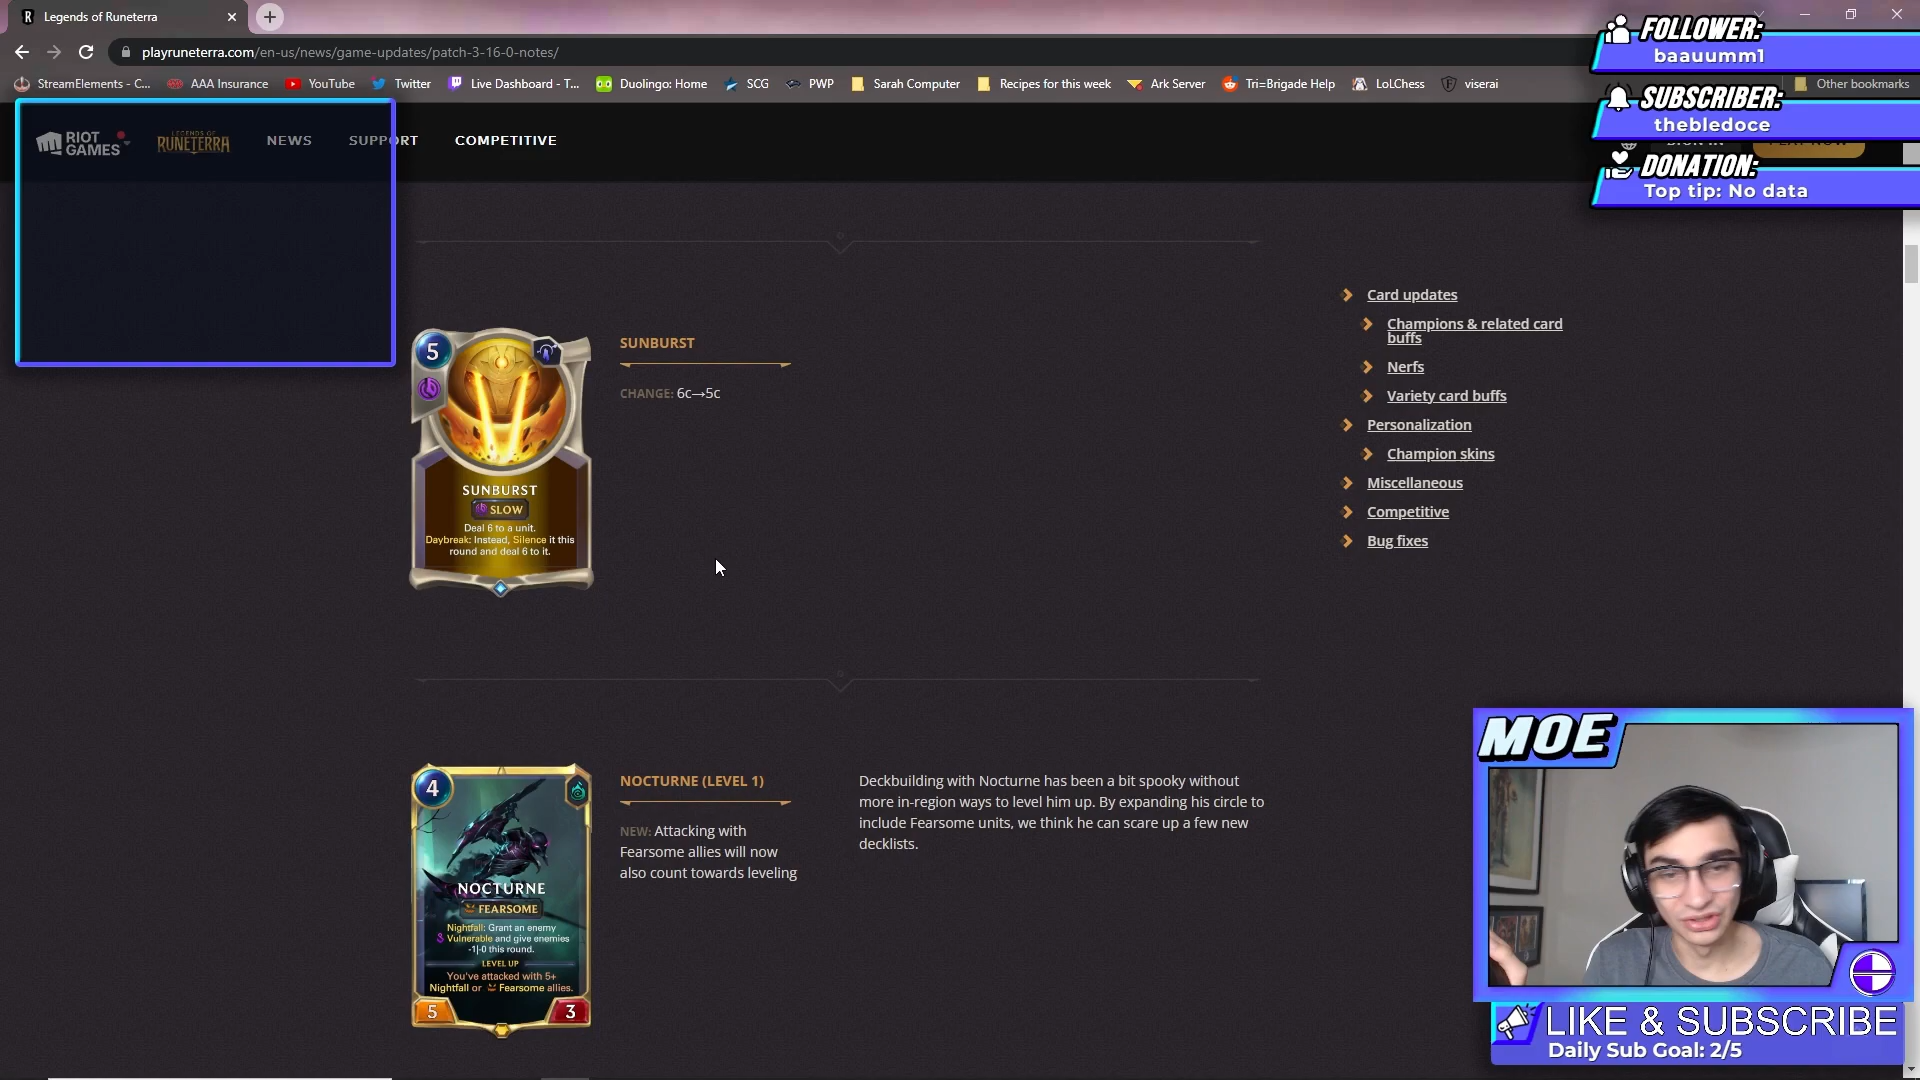 Legends of Runeterra
playruneterra.com/en-us/news/game-updates/patch-3-16-0-notes/
StreamElements - C...
AAA Insurance
YouTube
Twitter
Live Dashboard - T...
Duolingo: Home
SCG
PWP
Sarah Computer
Recipes for this week
Ark Server
Tri=Brigade Help
LoLChess
viserai
Other bookmarks
FOLLOWER:
baauumm1
SUBSCRIBER:
thebledoce
DONATION:
Top tip: No data
RIOT
GAMES
LEGENDS OF
RUNETERRA
NEWS
SUPPORT
COMPETITIVE
5
SUNBURST
SLOW
Deal 6 to a unit.
Daybreak: Instead, Silence it this
round and deal 6 to it.
SUNBURST
CHANGE: 6c→5c
Card updates
Champions & related card
buffs
Nerfs
Variety card buffs
Personalization
Champion skins
Miscellaneous
Competitive
Bug fixes
4
NOCTURNE
FEARSOME
Nightfall: Grant an enemy
Vulnerable and give enemies
-1|-0 this round.
LEVEL UP
You've attacked with 5+
Nightfall or Fearsome allies.
5
3
NOCTURNE (LEVEL 1)
NEW: Attacking with
Fearsome allies will now
also count towards leveling
Deckbuilding with Nocturne has been a bit spooky without
more in-region ways to level him up. By expanding his circle to
include Fearsome units, we think he can scare up a few new
decklists.
MOE
LIKE & SUBSCRIBE
Daily Sub Goal: 2/5